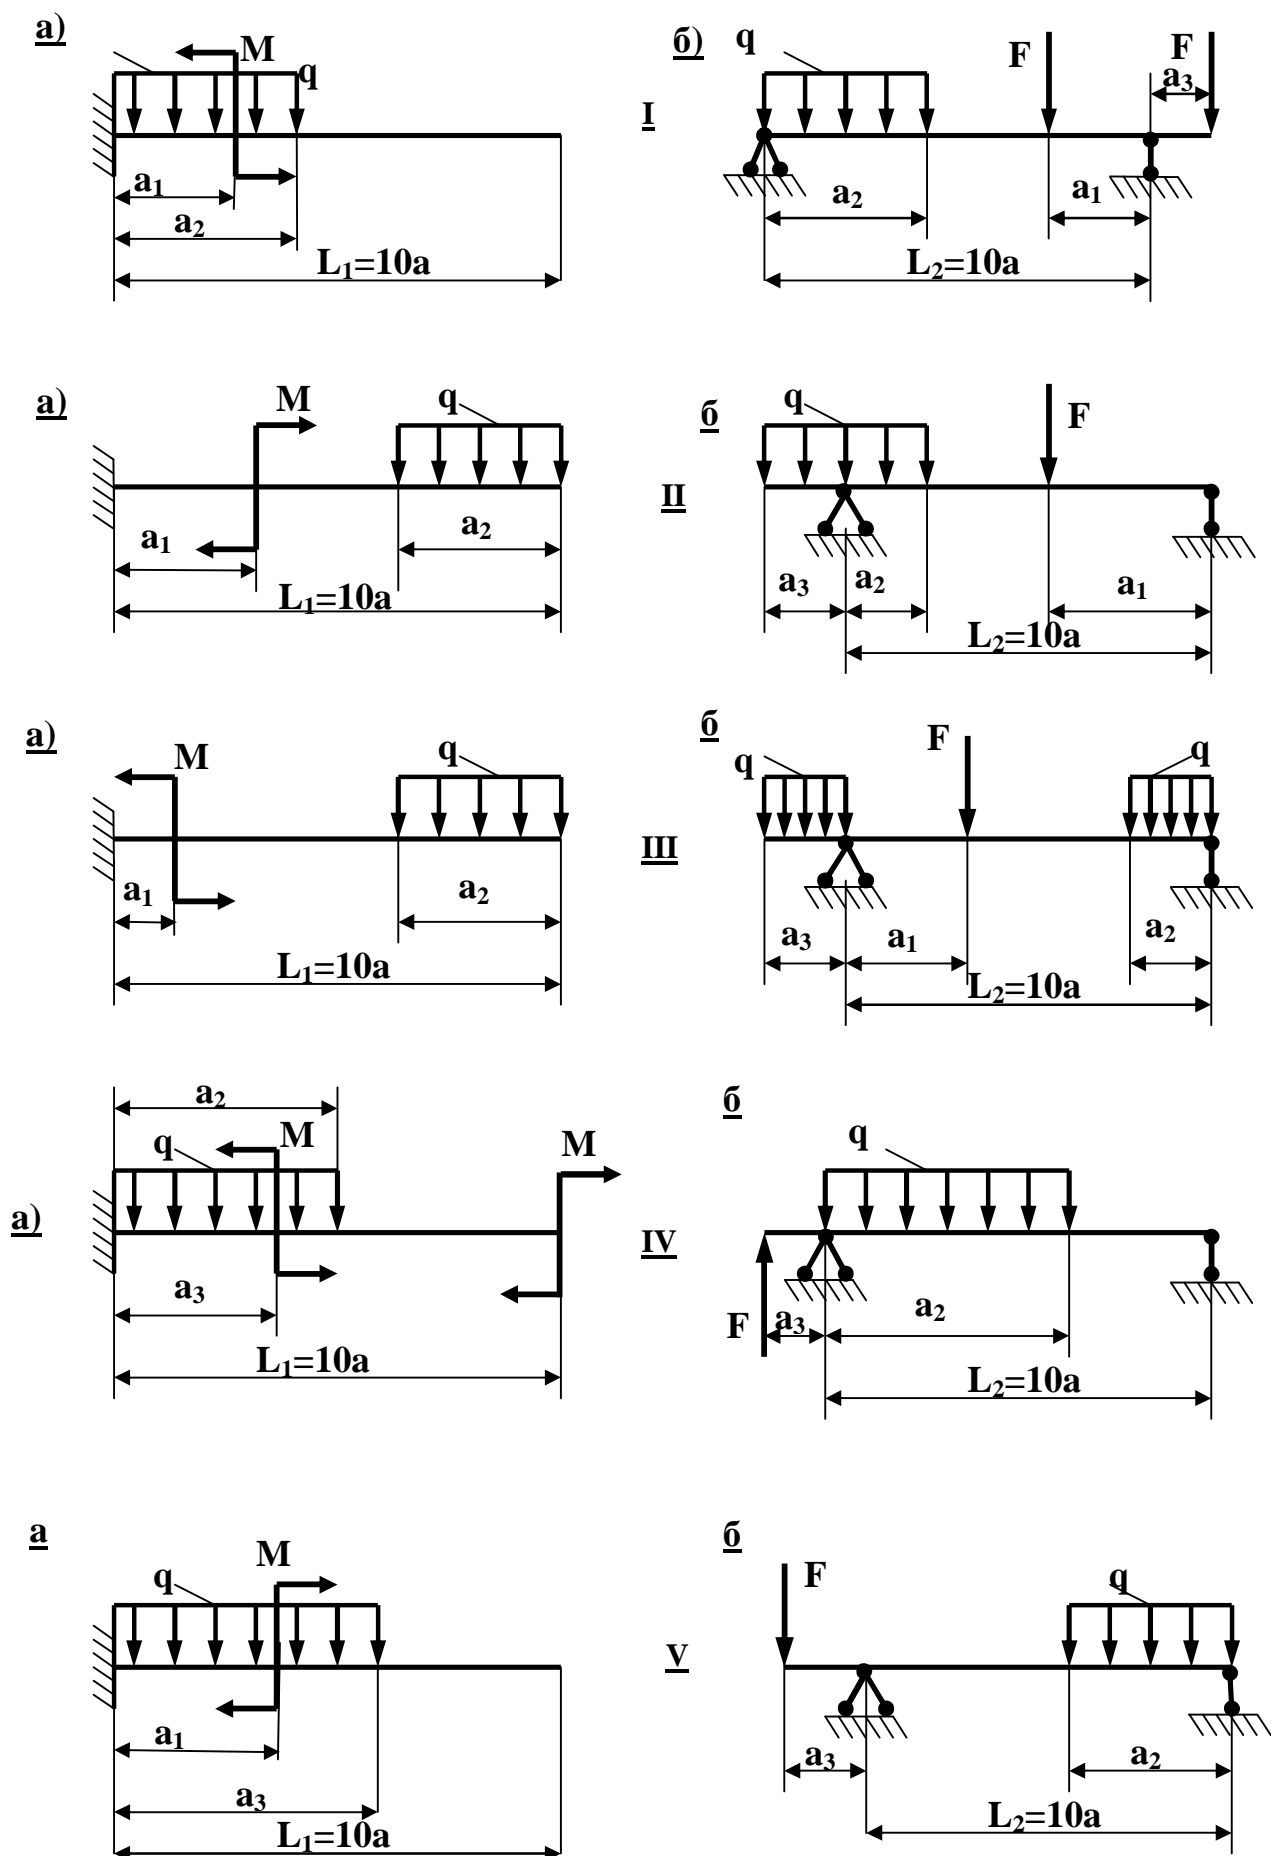 а)
M
q
a₁
a₂
L₁=10a
I
б)
q
F
F
a₃
a₂
a₁
L₂=10a
а)
M
q
a₁
a₂
L₁=10a
II
б
q
F
a₃
a₂
a₁
L₂=10a
а)
M
q
a₁
a₂
L₁=10a
III
б
q
F
q
a₃
a₁
a₂
L₂=10a
а)
a₂
q
M
M
a₃
L₁=10a
IV
б
q
F
a₃
a₂
L₂=10a
а
q
M
a₁
a₃
L₁=10a
V
б
F
q
a₃
a₂
L₂=10a